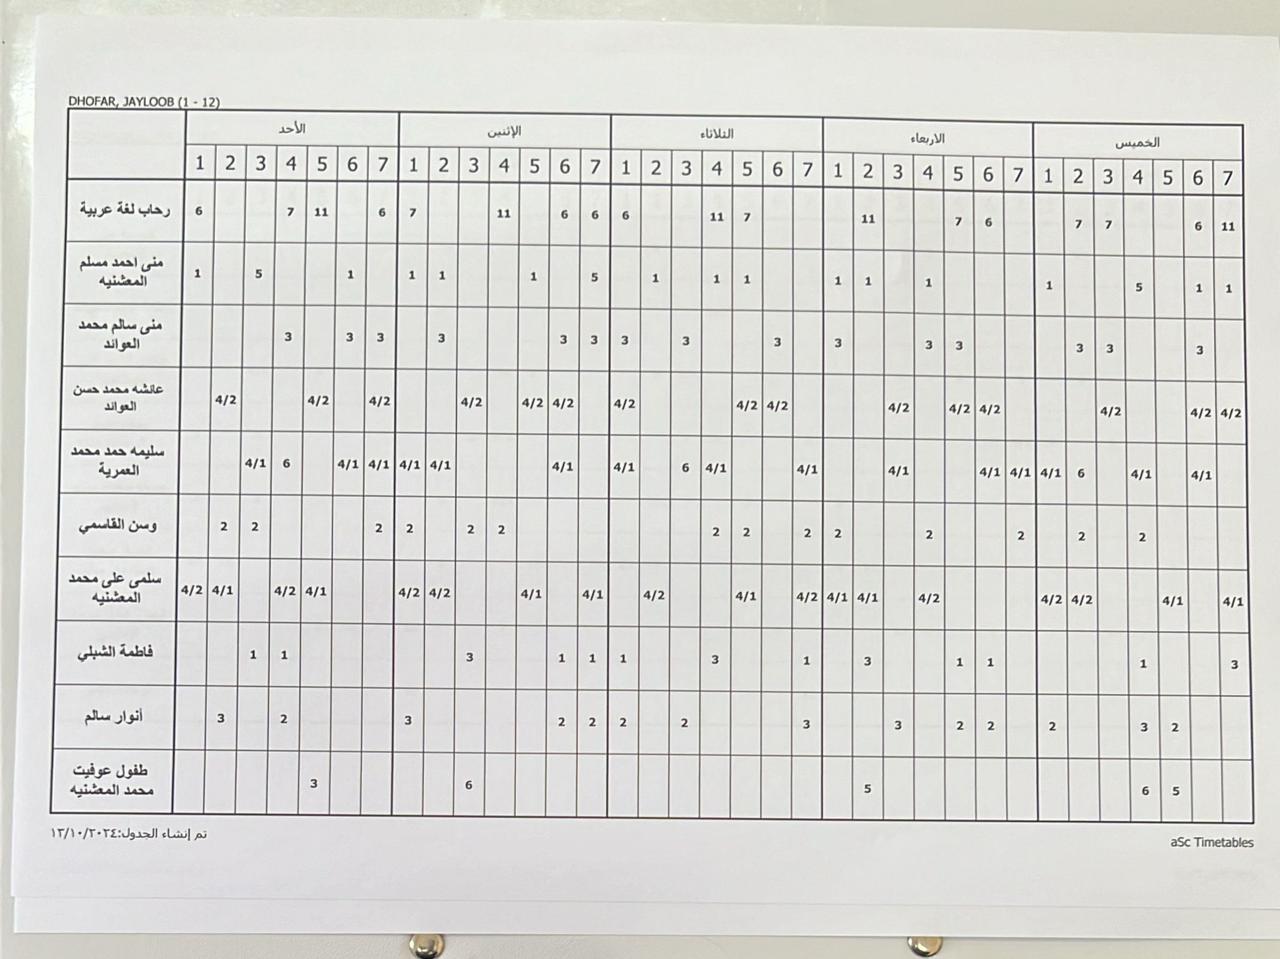 DHOFAR, JAYLOOB (1 - 12)
الأحد الإثنين الثلاثاء الاربعاء الخميس
1 2 3 4 5 6 7 1 2 3 4 5 6 7 1 2 3 4 5 6 7 1 2 3 4 5 6 7 1 2 3 4 5 6 7
رحاب لغة عربية 6 7 11 6 7 11 6 6 6 11 7 11 7 6 7 7 6 11
منى احمد مسلم
المعشنيه 1 5 1 1 1 1 5 1 1 1 1 1 1 1 5 1 1
منى سالم محمد
العوائد 3 3 3 3 3 3 3 3 3 3 3 3 3 3 3
عائشه محمد حسن
العوائد 4/2 4/2 4/2 4/2 4/2 4/2 4/2 4/2 4/2 4/2 4/2 4/2 4/2 4/2 4/2
سليمه حمد محمد
العمرية 4/1 6 4/1 4/1 4/1 4/1 4/1 4/1 6 4/1 4/1 4/1 4/1 4/1 4/1 6 4/1 4/1
وسن القاسمي 2 2 2 2 2 2 2 2 2 2 2 2 2 2
سلمى على محمد
المعشنيه 4/2 4/1 4/2 4/1 4/2 4/2 4/1 4/1 4/2 4/1 4/2 4/1 4/1 4/2 4/2 4/2 4/1 4/1
فاطمة الشبلي 1 1 3 1 1 1 3 1 3 1 1 1 3
أنوار سالم 3 2 3 2 2 2 2 3 3 2 2 2 3 2
طفول عوفيت
محمد المعشنيه 3 6 5 6 5
تم إنشاء الجدول:١٣/١٠/٢٠٢٤
aSc Timetables